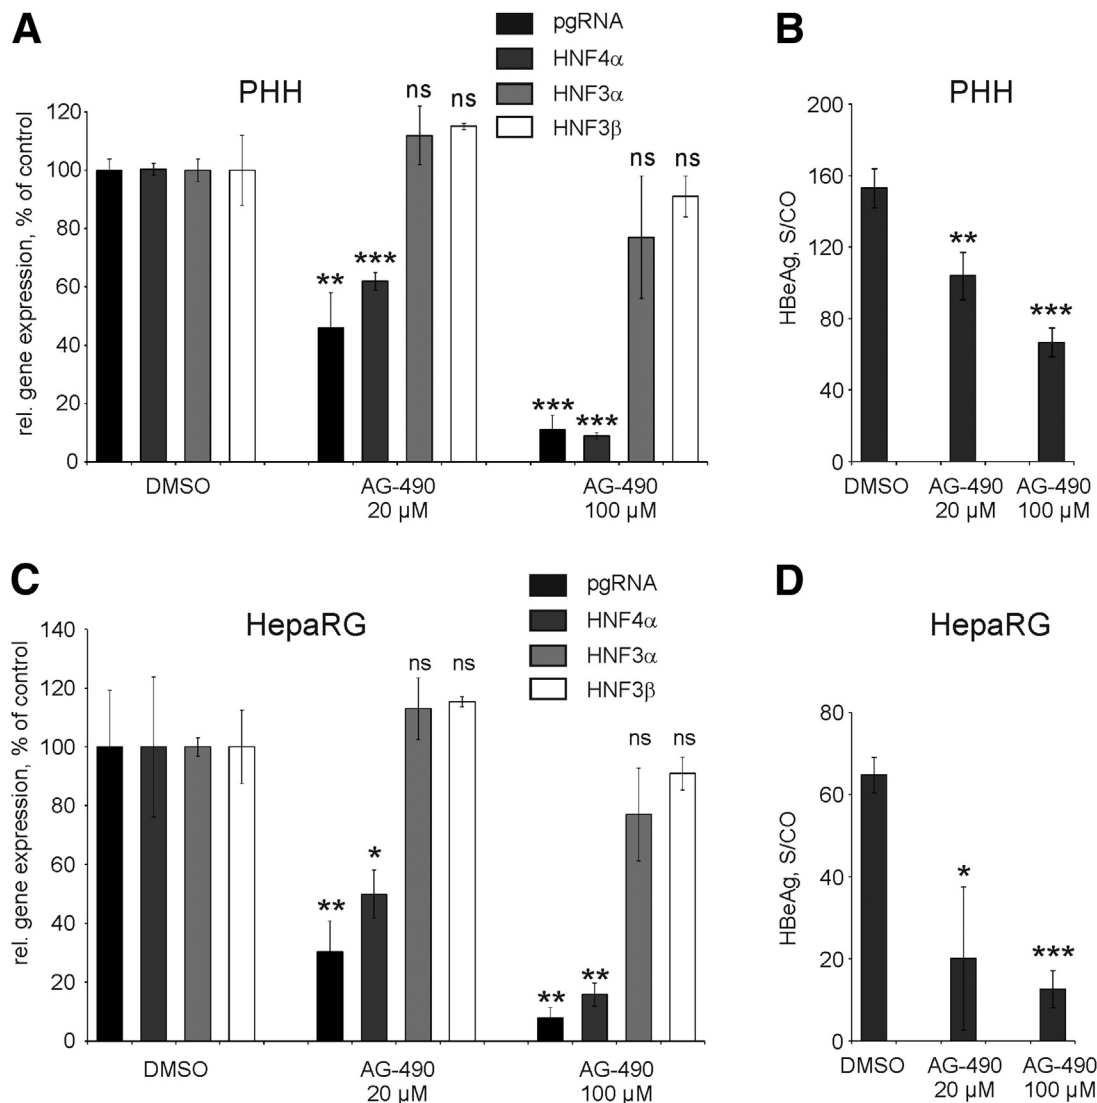 A
PHH
pgRNA
HNF4α
HNF3α
HNF3β
rel. gene expression, % of control
120
100
80
60
40
20
0
** *** ns ns
*** *** ns ns
DMSO
AG-490
20 µM
AG-490
100 µM
B
PHH
HBeAg, S/CO
200
160
120
80
40
0
**
***
DMSO
AG-490
20 µM
AG-490
100 µM
C
HepaRG
pgRNA
HNF4α
HNF3α
HNF3β
rel. gene expression, % of control
140
120
100
80
60
40
20
0
** * ns ns
** ** ns ns
DMSO
AG-490
20 µM
AG-490
100 µM
D
HepaRG
HBeAg, S/CO
80
60
40
20
0
*
***
DMSO
AG-490
20 µM
AG-490
100 µM